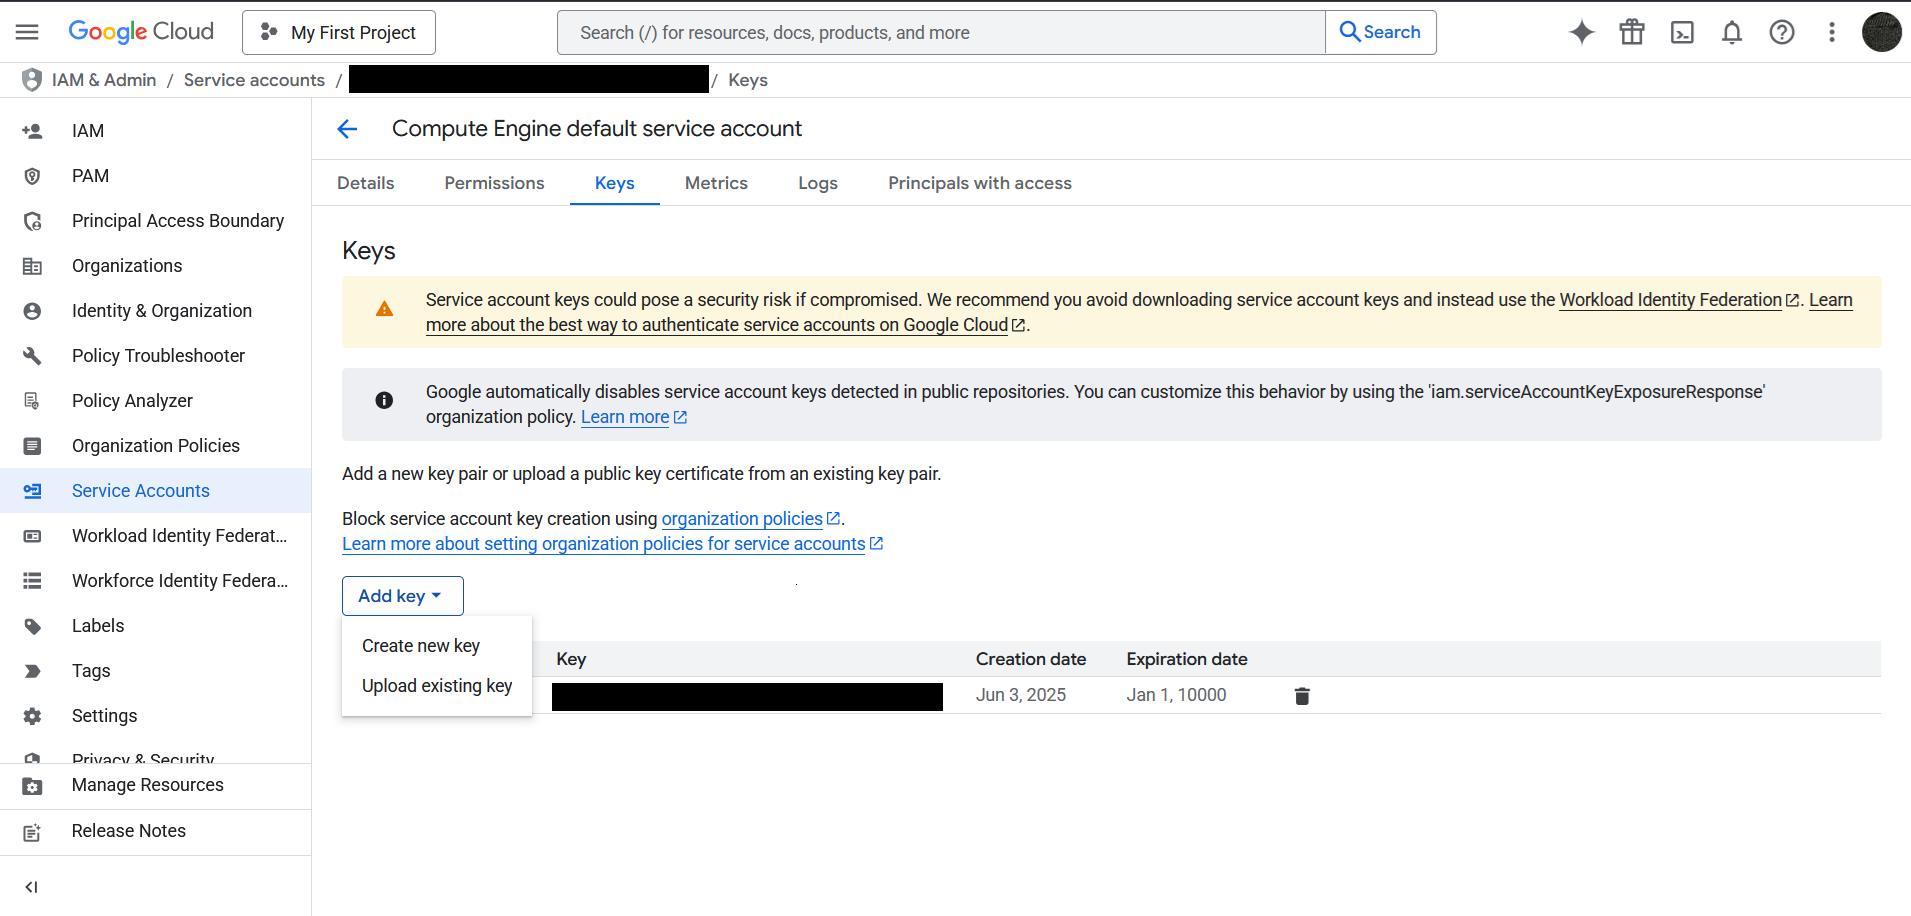 Google Cloud
My First Project
Search (/) for resources, docs, products, and more
Search
IAM & Admin / Service accounts / / Keys
IAM
PAM
Principal Access Boundary
Organizations
Identity & Organization
Policy Troubleshooter
Policy Analyzer
Organization Policies
Service Accounts
Workload Identity Federat...
Workforce Identity Federa...
Labels
Tags
Settings
Privacy & Security
Manage Resources
Release Notes
Compute Engine default service account
Details
Permissions
Keys
Metrics
Logs
Principals with access
Keys
Service account keys could pose a security risk if compromised. We recommend you avoid downloading service account keys and instead use the Workload Identity Federation. Learn
more about the best way to authenticate service accounts on Google Cloud.
Google automatically disables service account keys detected in public repositories. You can customize this behavior by using the 'iam.serviceAccountKeyExposureResponse'
organization policy. Learn more
Add a new key pair or upload a public key certificate from an existing key pair.
Block service account key creation using organization policies.
Learn more about setting organization policies for service accounts
Add key
Create new key
Upload existing key
Key Creation date Expiration date
Jun 3, 2025 Jan 1, 10000